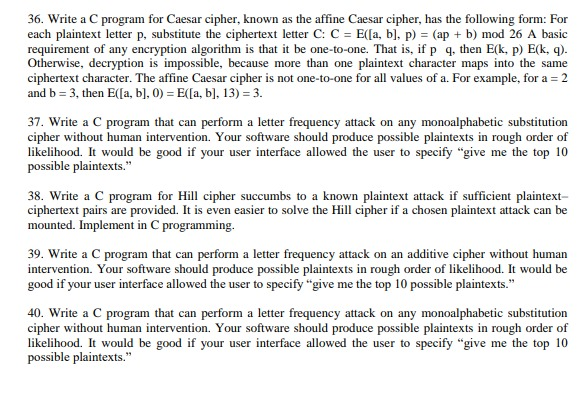 36. Write a C program for Caesar cipher, known as the affine Caesar cipher, has the following form: For
each plaintext letter p, substitute the ciphertext letter C: C = E([a, b], p) = (ap + b) mod 26 A basic
requirement of any encryption algorithm is that it be one-to-one. That is, if p q, then E(k, p) E(k, q).
Otherwise, decryption is impossible, because more than one plaintext character maps into the same
ciphertext character. The affine Caesar cipher is not one-to-one for all values of a. For example, for a = 2
and b = 3, then E([a, b], 0) = E([a, b], 13) = 3.
37. Write a C program that can perform a letter frequency attack on any monoalphabetic substitution
cipher without human intervention. Your software should produce possible plaintexts in rough order of
likelihood. It would be good if your user interface allowed the user to specify “give me the top 10
possible plaintexts.”
38. Write a C program for Hill cipher succumbs to a known plaintext attack if sufficient plaintext–
ciphertext pairs are provided. It is even easier to solve the Hill cipher if a chosen plaintext attack can be
mounted. Implement in C programming.
39. Write a C program that can perform a letter frequency attack on an additive cipher without human
intervention. Your software should produce possible plaintexts in rough order of likelihood. It would be
good if your user interface allowed the user to specify “give me the top 10 possible plaintexts.”
40. Write a C program that can perform a letter frequency attack on any monoalphabetic substitution
cipher without human intervention. Your software should produce possible plaintexts in rough order of
likelihood. It would be good if your user interface allowed the user to specify “give me the top 10
possible plaintexts.”